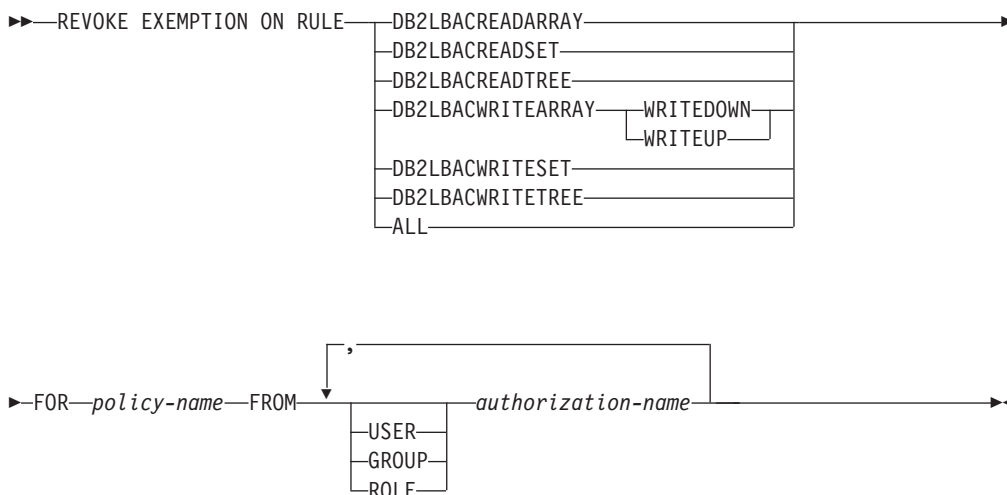 REVOKE EXEMPTION ON RULE DB2LBACREADARRAY
DB2LBACREADSET
DB2LBACREADTREE
DB2LBACWRITEARRAY WRITEDOWN
WRITEUP
DB2LBACWRITESET
DB2LBACWRITETREE
ALL
,
FOR policy-name FROM authorization-name
USER
GROUP
ROLE